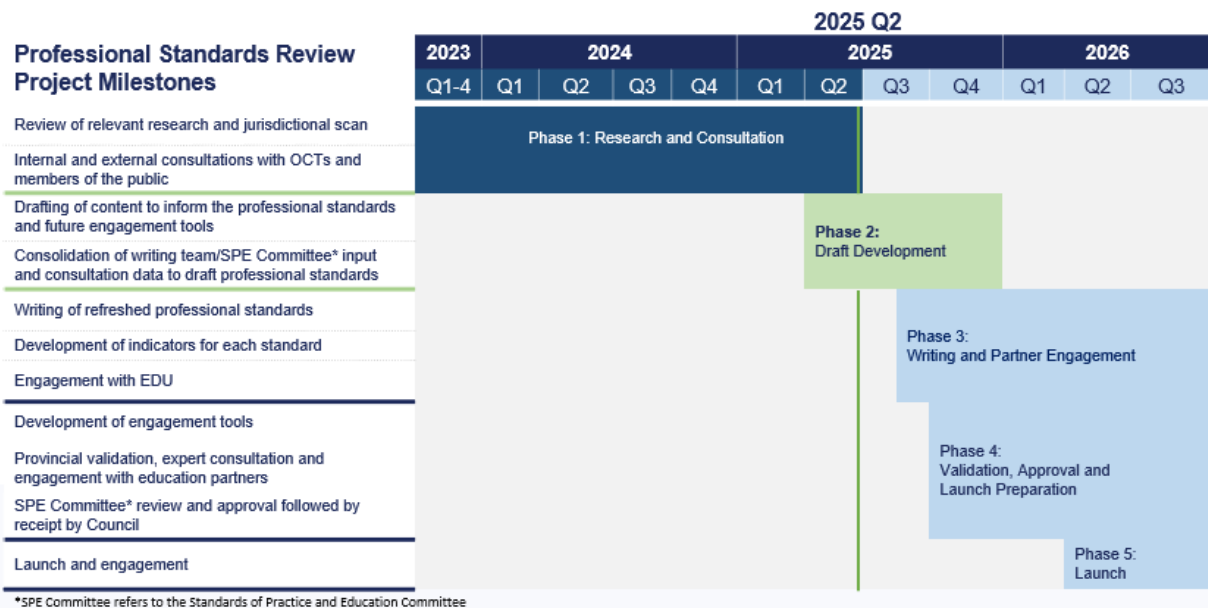 2025 Q2
Professional Standards Review
Project Milestones
2023 2024 2025 2026
Q1-4 Q1 Q2 Q3 Q4 Q1 Q2 Q3 Q4 Q1 Q2 Q3
Review of relevant research and jurisdictional scan
Phase 1: Research and Consultation
Internal and external consultations with OCTs and
members of the public
Drafting of content to inform the professional standards
and future engagement tools
Phase 2:
Draft Development
Consolidation of writing team/SPE Committee* input
and consultation data to draft professional standards
Writing of refreshed professional standards
Phase 3:
Writing and Partner Engagement
Development of indicators for each standard
Engagement with EDU
Development of engagement tools
Phase 4:
Validation, Approval and
Launch Preparation
Provincial validation, expert consultation and
engagement with education partners
SPE Committee* review and approval followed by
receipt by Council
Launch and engagement
Phase 5:
Launch
*SPE Committee refers to the Standards of Practice and Education Committee